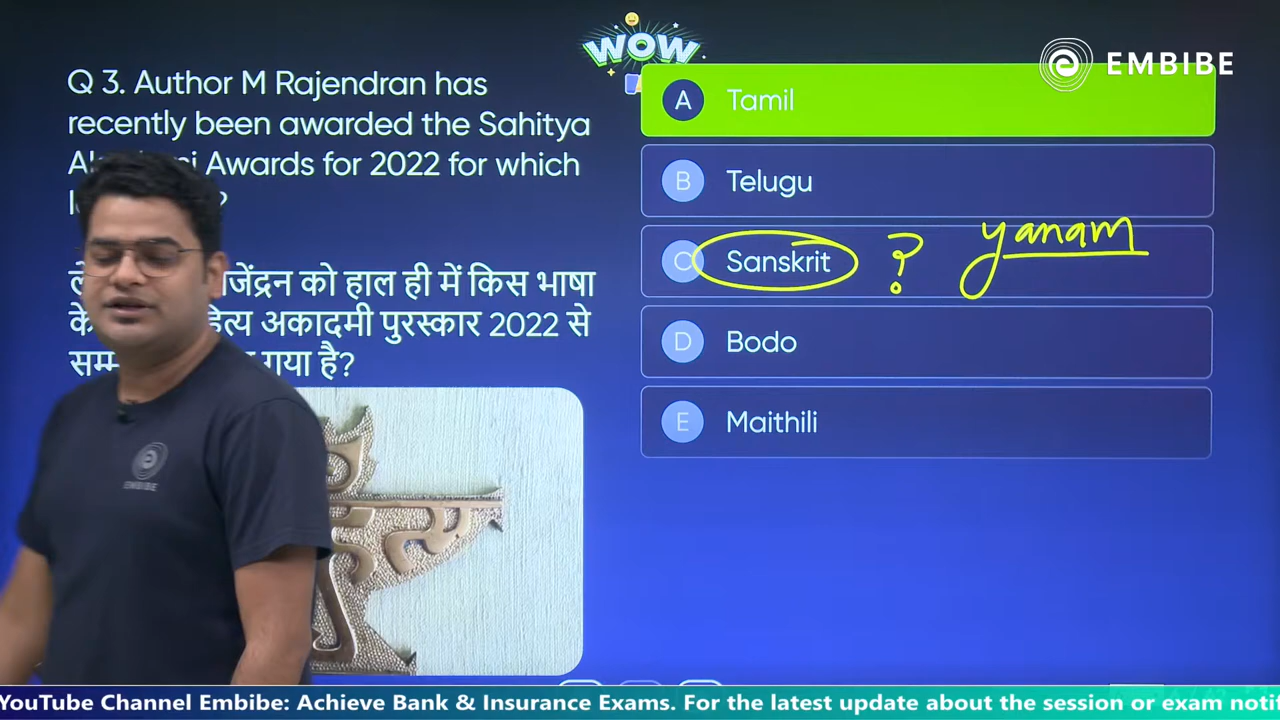 WOW
EMBIBE
Q 3. Author M Rajendran has
recently been awarded the Sahitya
Awards for 2022 for which
?
A Tamil
B Telugu
C Sanskrit ? yanam
D Bodo
E Maithili
जेंद्रन को हाल ही में किस भाषा
के अकादमी पुरस्कार 2022 से
गया है?
EMBIBE
YouTube Channel Embibe: Achieve Bank & Insurance Exams. For the latest update about the session or exam noti